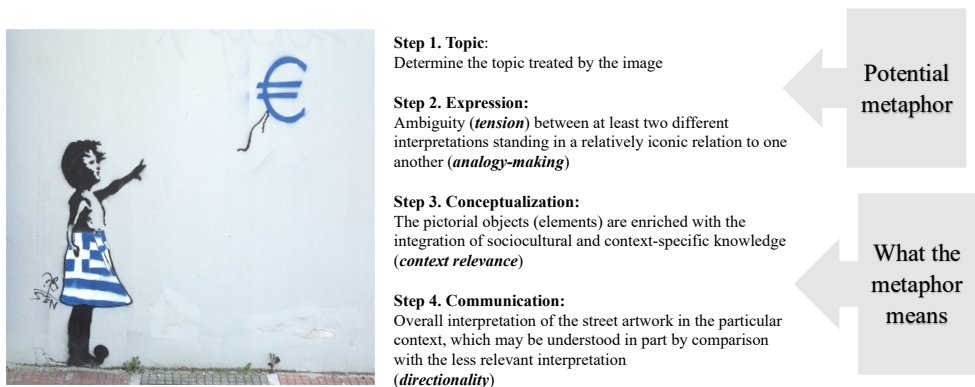 €
Step 1. Topic:
Determine the topic treated by the image
Step 2. Expression:
Ambiguity (tension) between at least two different
interpretations standing in a relatively iconic relation to one
another (analogy-making)
Step 3. Conceptualization:
The pictorial objects (elements) are enriched with the
integration of sociocultural and context-specific knowledge
(context relevance)
Step 4. Communication:
Overall interpretation of the street artwork in the particular
context, which may be understood in part by comparison
with the less relevant interpretation
(directionality)
Potential
metaphor
What the
metaphor
means